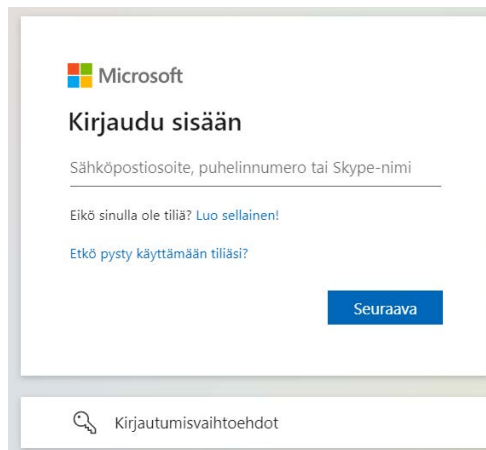 Microsoft
Kirjaudu sisään
Sähköpostiosoite, puhelinnumero tai Skype-nimi
Eikö sinulla ole tiliä? Luo sellainen!
Etkö pysty käyttämään tiliäsi?
Seuraava
Kirjautumisvaihtoehdot